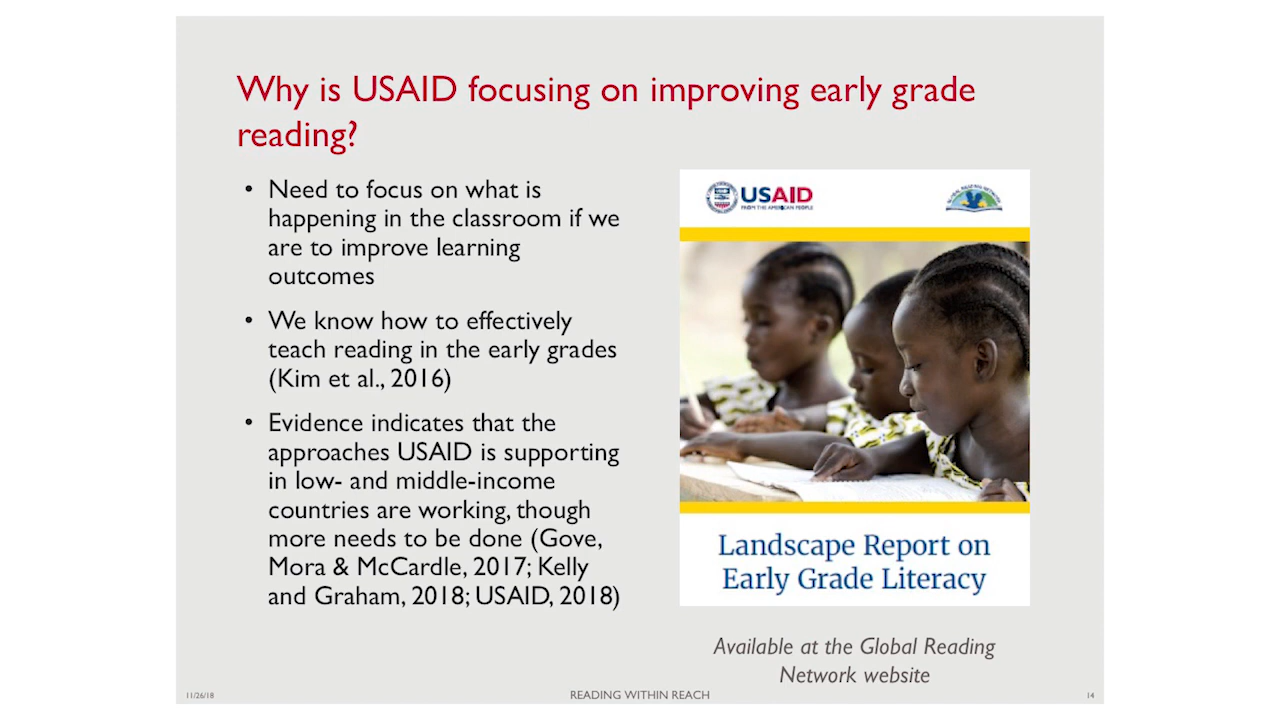 Why is USAID focusing on improving early grade
reading?
• Need to focus on what is
happening in the classroom if we
are to improve learning
outcomes
• We know how to effectively
teach reading in the early grades
(Kim et al., 2016)
• Evidence indicates that the
approaches USAID is supporting
in low- and middle-income
countries are working, though
more needs to be done (Gove,
Mora & McCardle, 2017; Kelly
and Graham, 2018; USAID, 2018)
USAID
FROM THE AMERICAN PEOPLE
Landscape Report on
Early Grade Literacy
Available at the Global Reading
Network website
11/26/18
READING WITHIN REACH
14